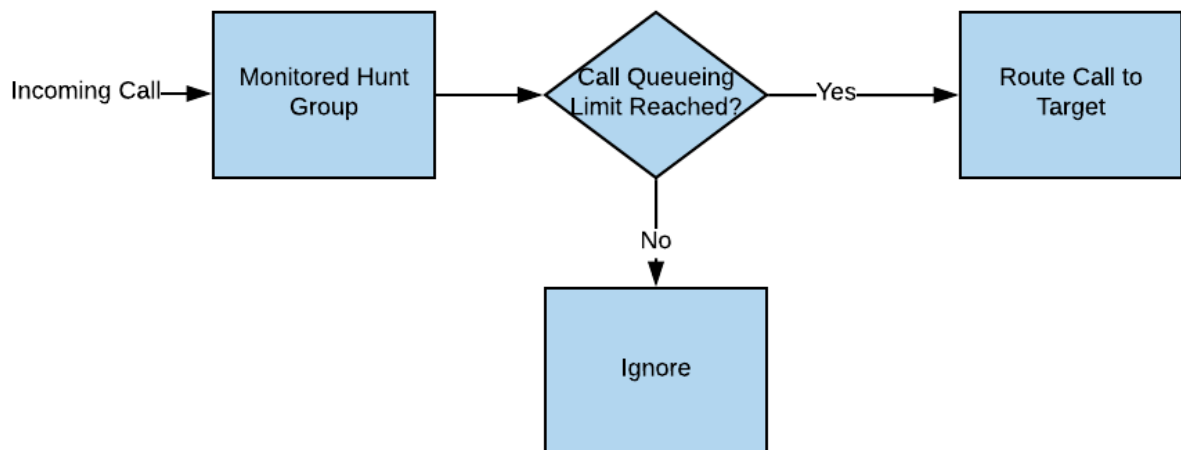 Incoming Call
Monitored Hunt
Group
Call Queueing
Limit Reached?
Yes
Route Call to
Target
No
Ignore